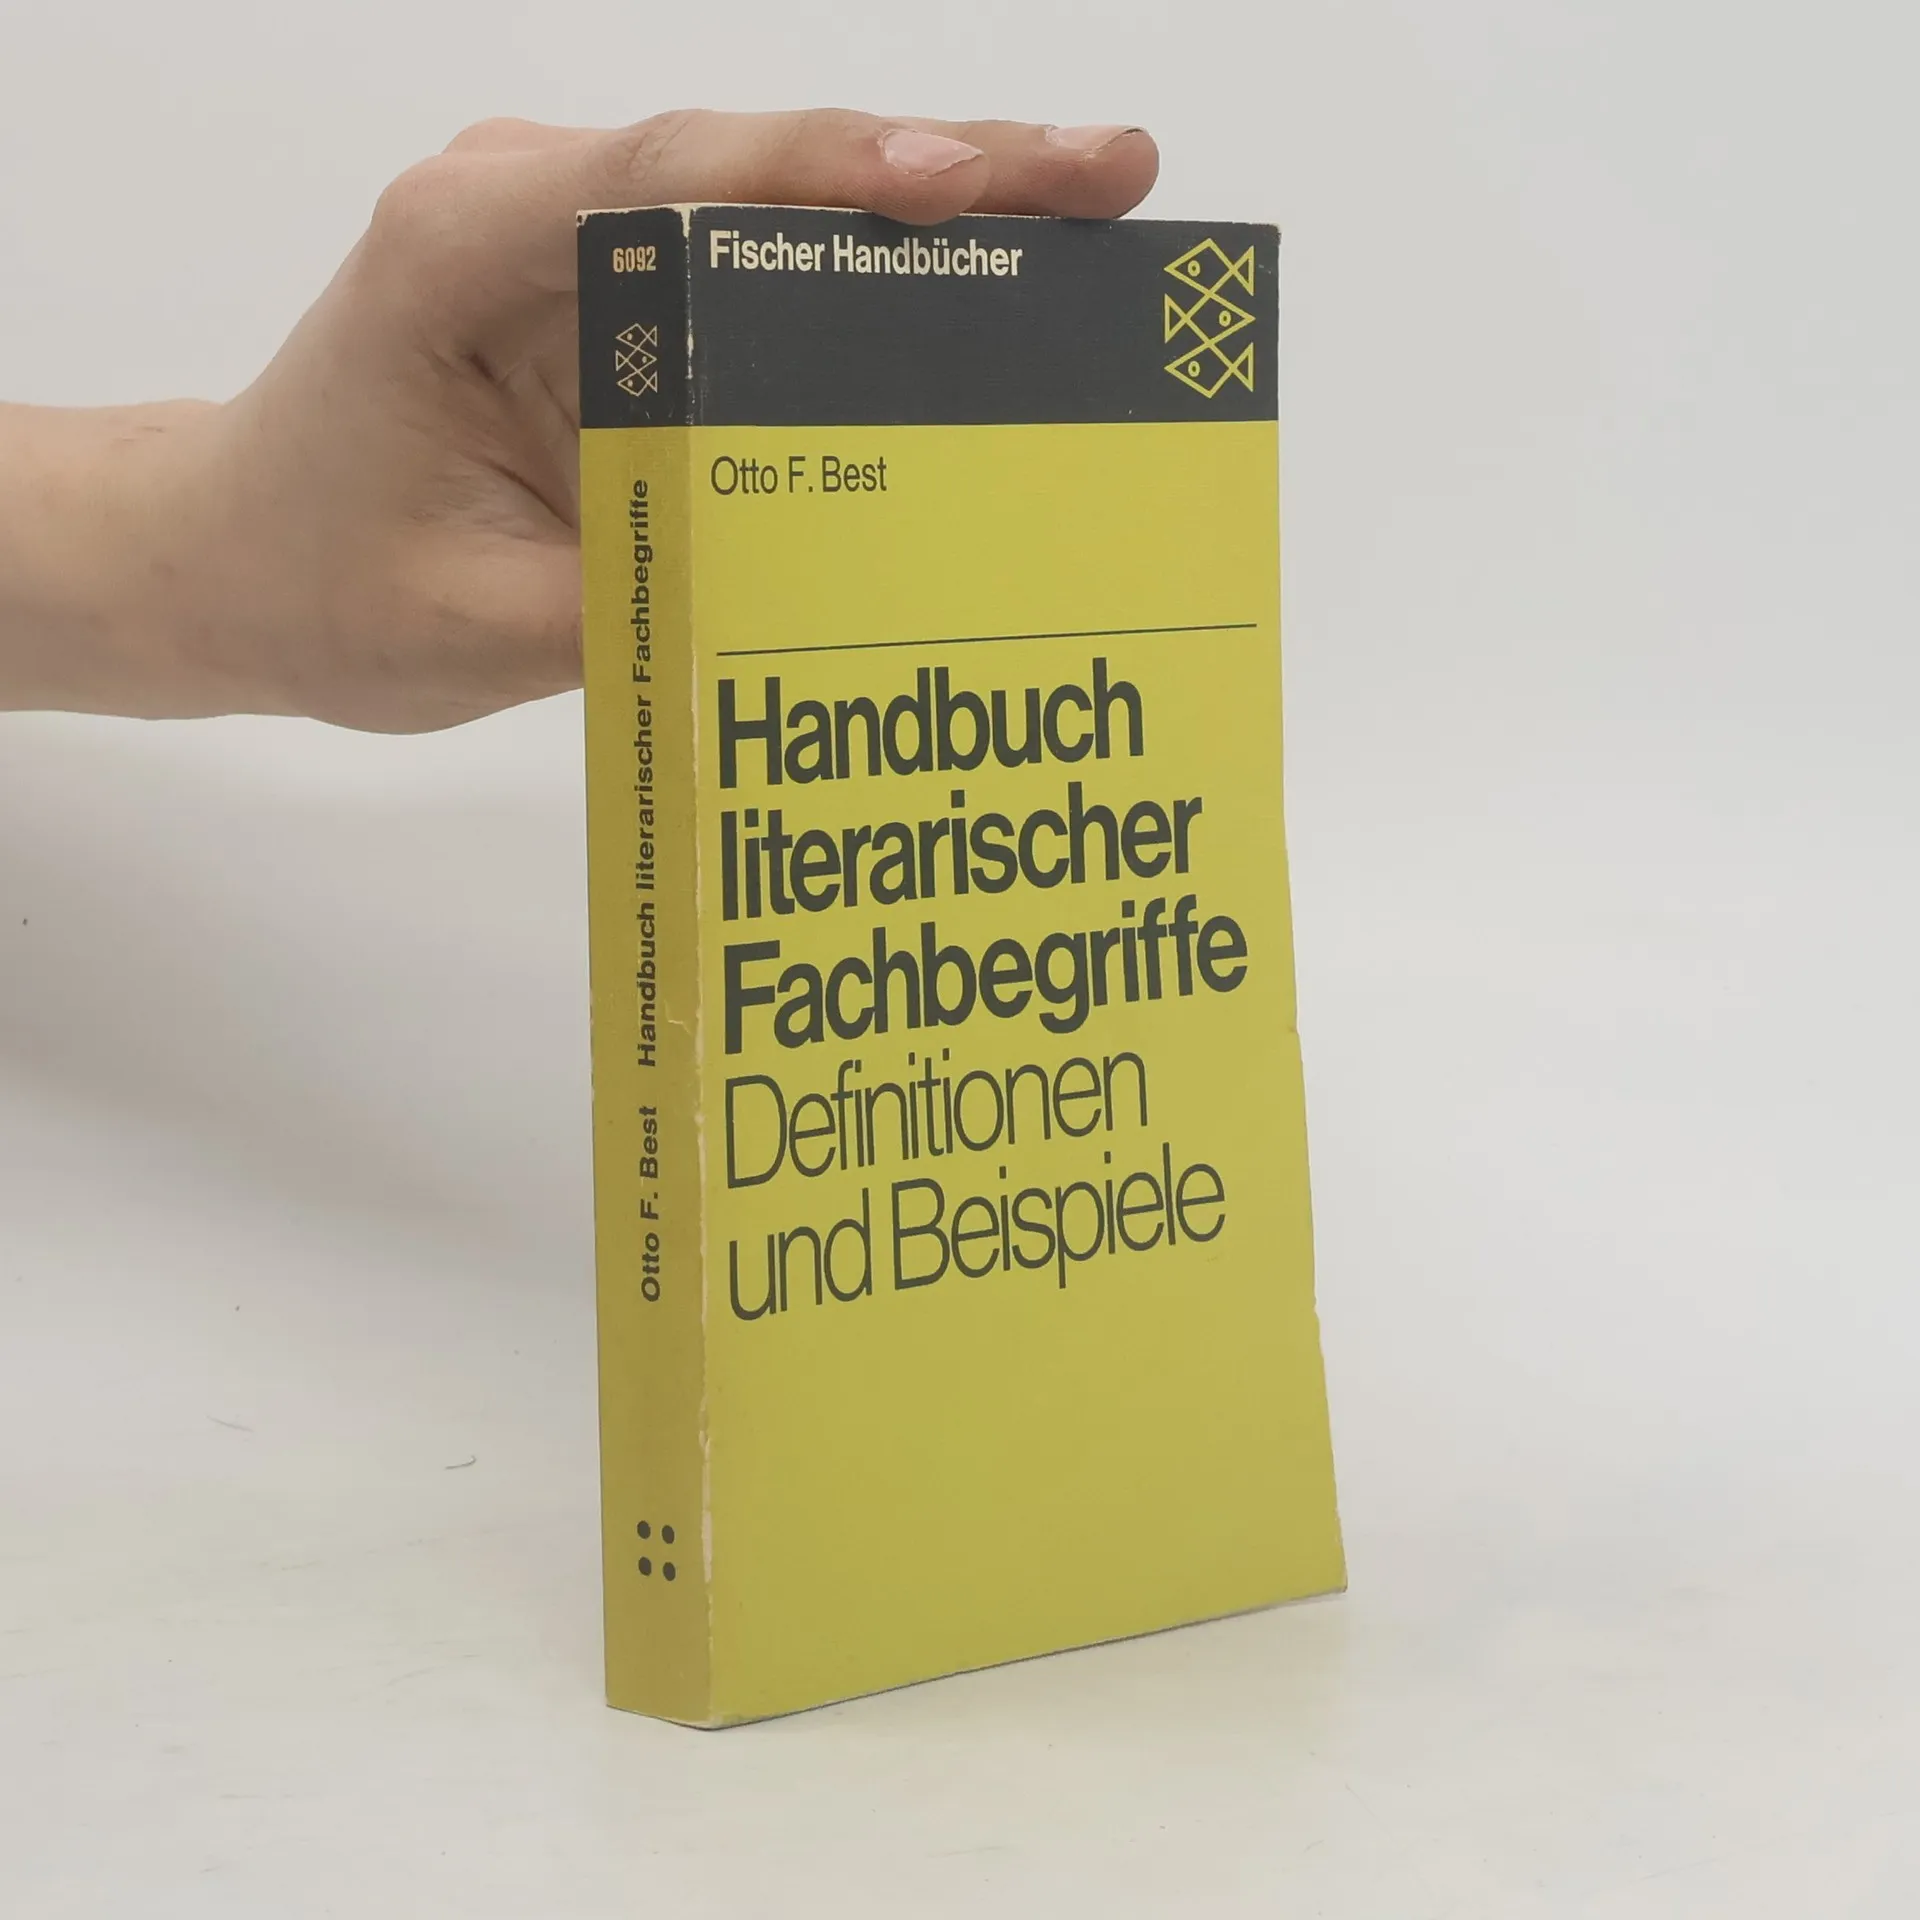 6092
Otto F. Best Handbuch literarischer Fachbegriffe
Fischer Handbücher
Otto F. Best
Handbuch
literarischer
Fachbegriffe
Definitionen
und Beispiele